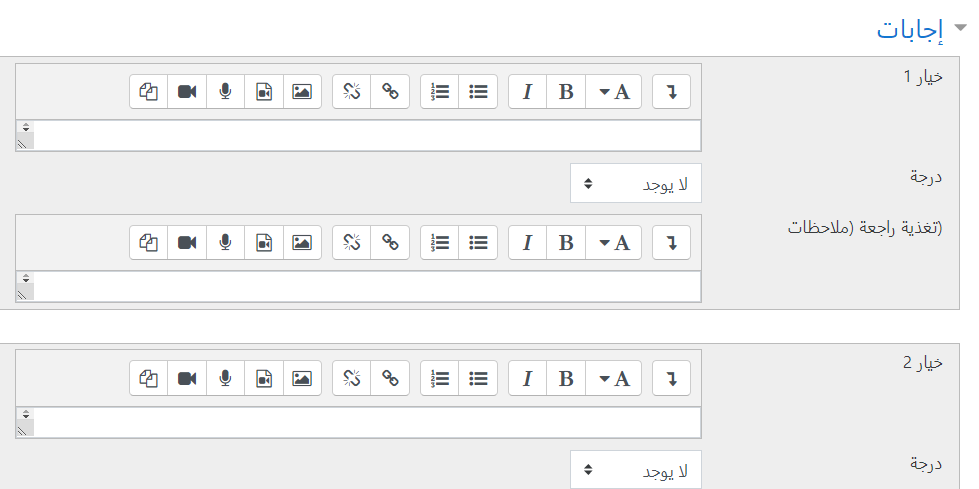 إجابات
خيار 1
A B I
درجة
لا يوجد
(تغذية راجعة (ملاحظات
A B I
خيار 2
A B I
درجة
لا يوجد